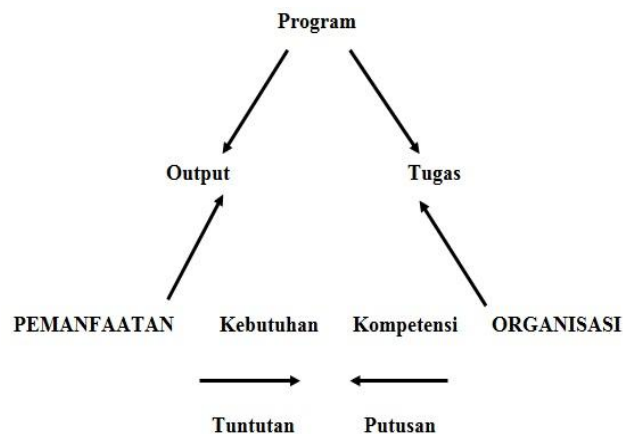 Program
Output Tugas
PEMANFAATAN Kebutuhan Kompetensi ORGANISASI
Tuntutan Putusan